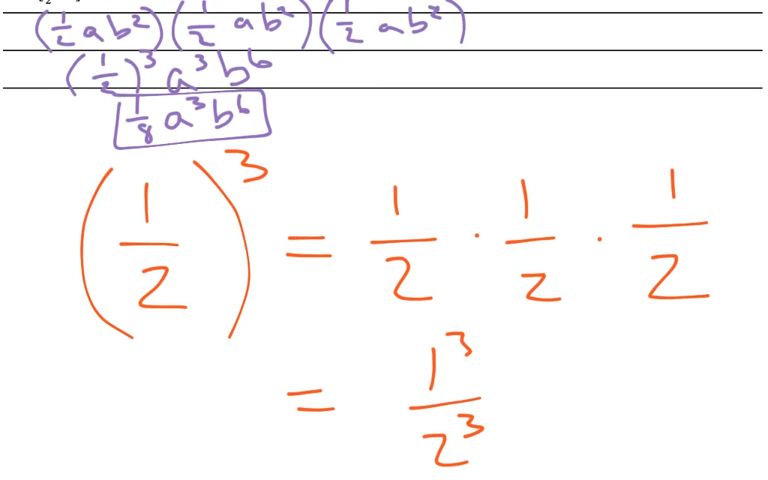 (1/2 ab²)(1/2 ab²)(1/2 ab²)
(1/2)³ a³b⁶
1/8 a³b⁶
(1/2)³ = 1/2 · 1/2 · 1/2
= 1³/2³